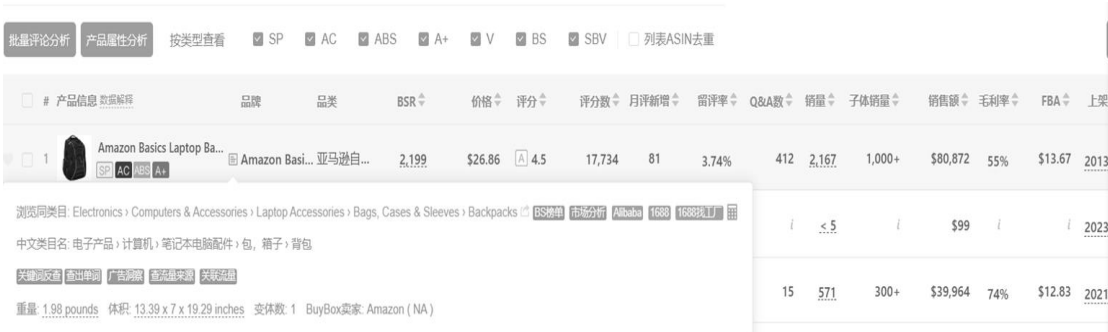 批量评论分析 产品属性分析 按类型查看 SP AC ABS A+ V BS SBV 列表ASIN去重
# 产品信息 数据解释 品牌 品类 BSR 价格 评分 评分数 月评新增 留评率 Q&A数 销量 子体销量 销售额 毛利率 FBA 上架
1 Amazon Basics Laptop Ba... Amazon Basi... 亚马逊自... 2,199 $26.86 A 4.5 17,734 81 3.74% 412 2,167 1,000+ $80,872 55% $13.67 2013
SP AC ABS A+
浏览同类目: Electronics › Computers & Accessories › Laptop Accessories › Bags, Cases & Sleeves › Backpacks BS榜单 市场分析 Alibaba 1688 1688找工厂
i < 5 i $99 i i 2023
中文类目名: 电子产品 › 计算机 › 笔记本电脑配件 › 包，箱子 › 背包
关键词反查 查出单词 广告洞察 查流量来源 关联流量
15 571 300+ $39,964 74% $12.83 2021
重量: 1.98 pounds 体积: 13.39 x 7 x 19.29 inches 变体数: 1 BuyBox卖家: Amazon ( NA )